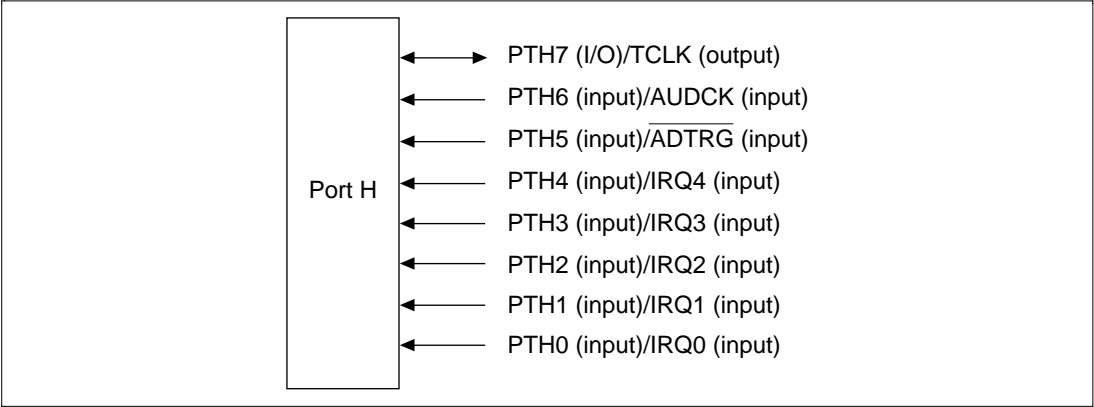 PTH7 (I/O)/TCLK (output)
PTH6 (input)/AUDCK (input)
PTH5 (input)/ADTRG (input)
Port H
PTH4 (input)/IRQ4 (input)
PTH3 (input)/IRQ3 (input)
PTH2 (input)/IRQ2 (input)
PTH1 (input)/IRQ1 (input)
PTH0 (input)/IRQ0 (input)